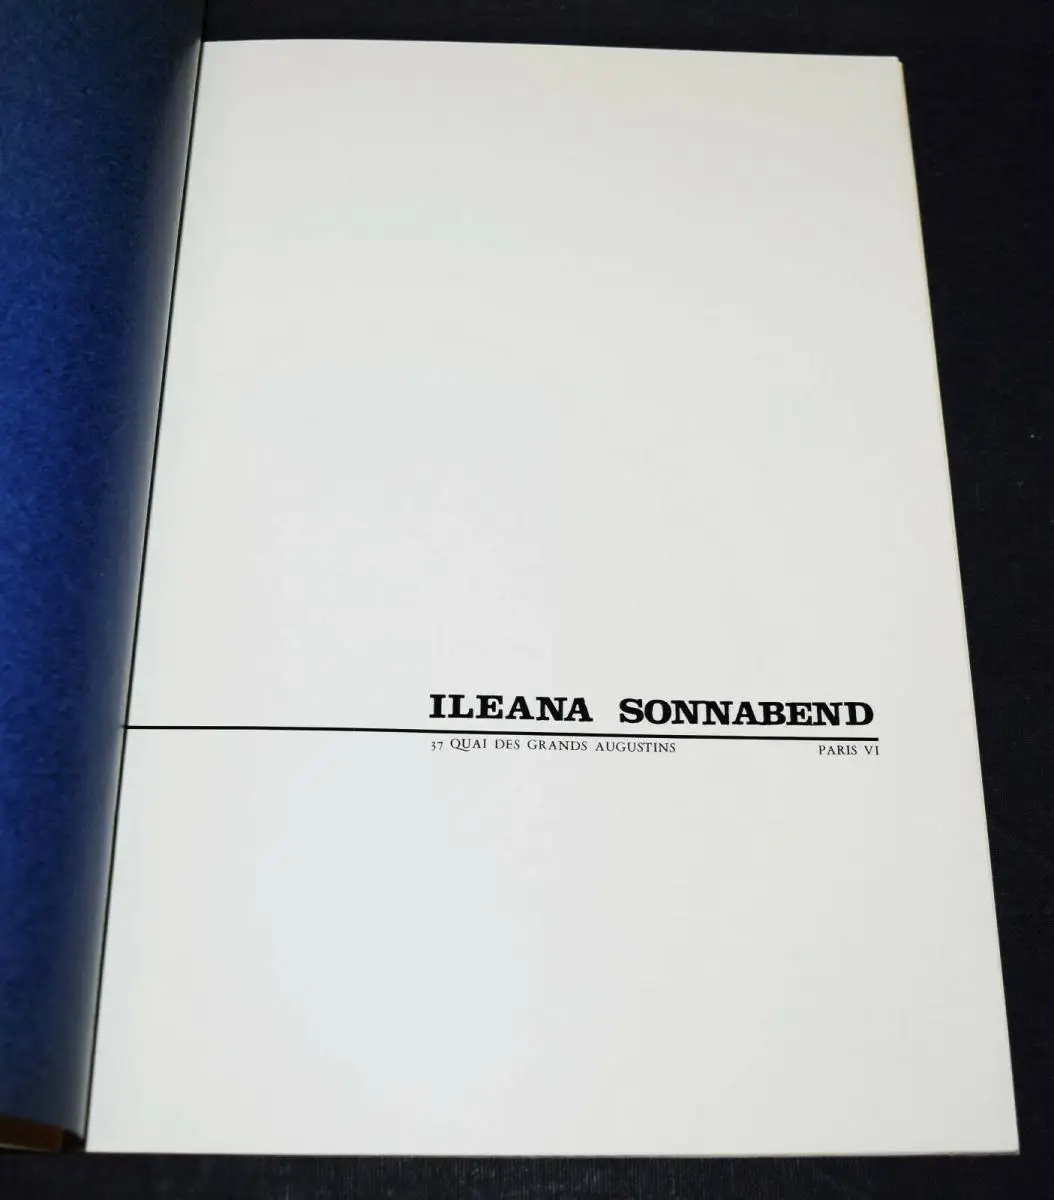 ILEANA SONNABEND
37 QUAI DES GRANDS AUGUSTINS PARIS VI